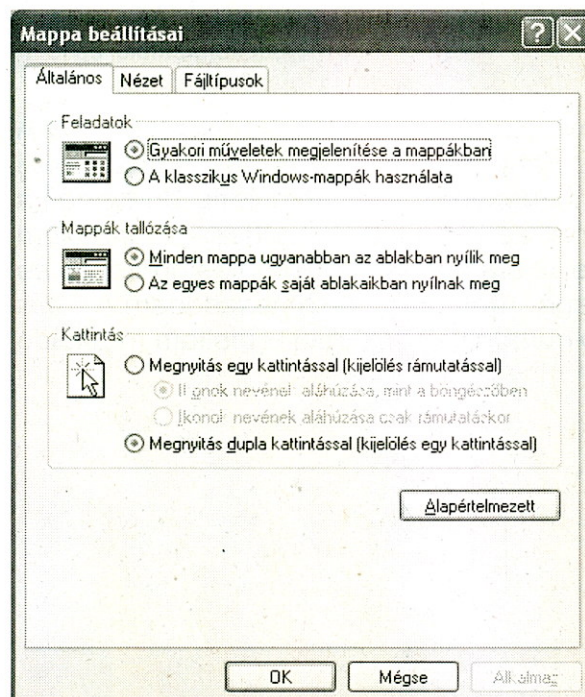 Mappa beállításai
Általános Nézet Fájltípusok
Feladatok
Gyakori műveletek megjelenítése a mappákban
A klasszikus Windows-mappák használata
Mappák tallózása
Minden mappa ugyanabban az ablakban nyílik meg
Az egyes mappák saját ablakaikban nyílnak meg
Kattintás
Megnyitás egy kattintással (kijelölés rámutatással)
nevének aláhúzása, mint a böngészőben
nevének aláhúzása csak rámutatáskor
Megnyitás dupla kattintással (kijelölés egy kattintással)
Alapértelmezett
OK Mégse Alkalmaz